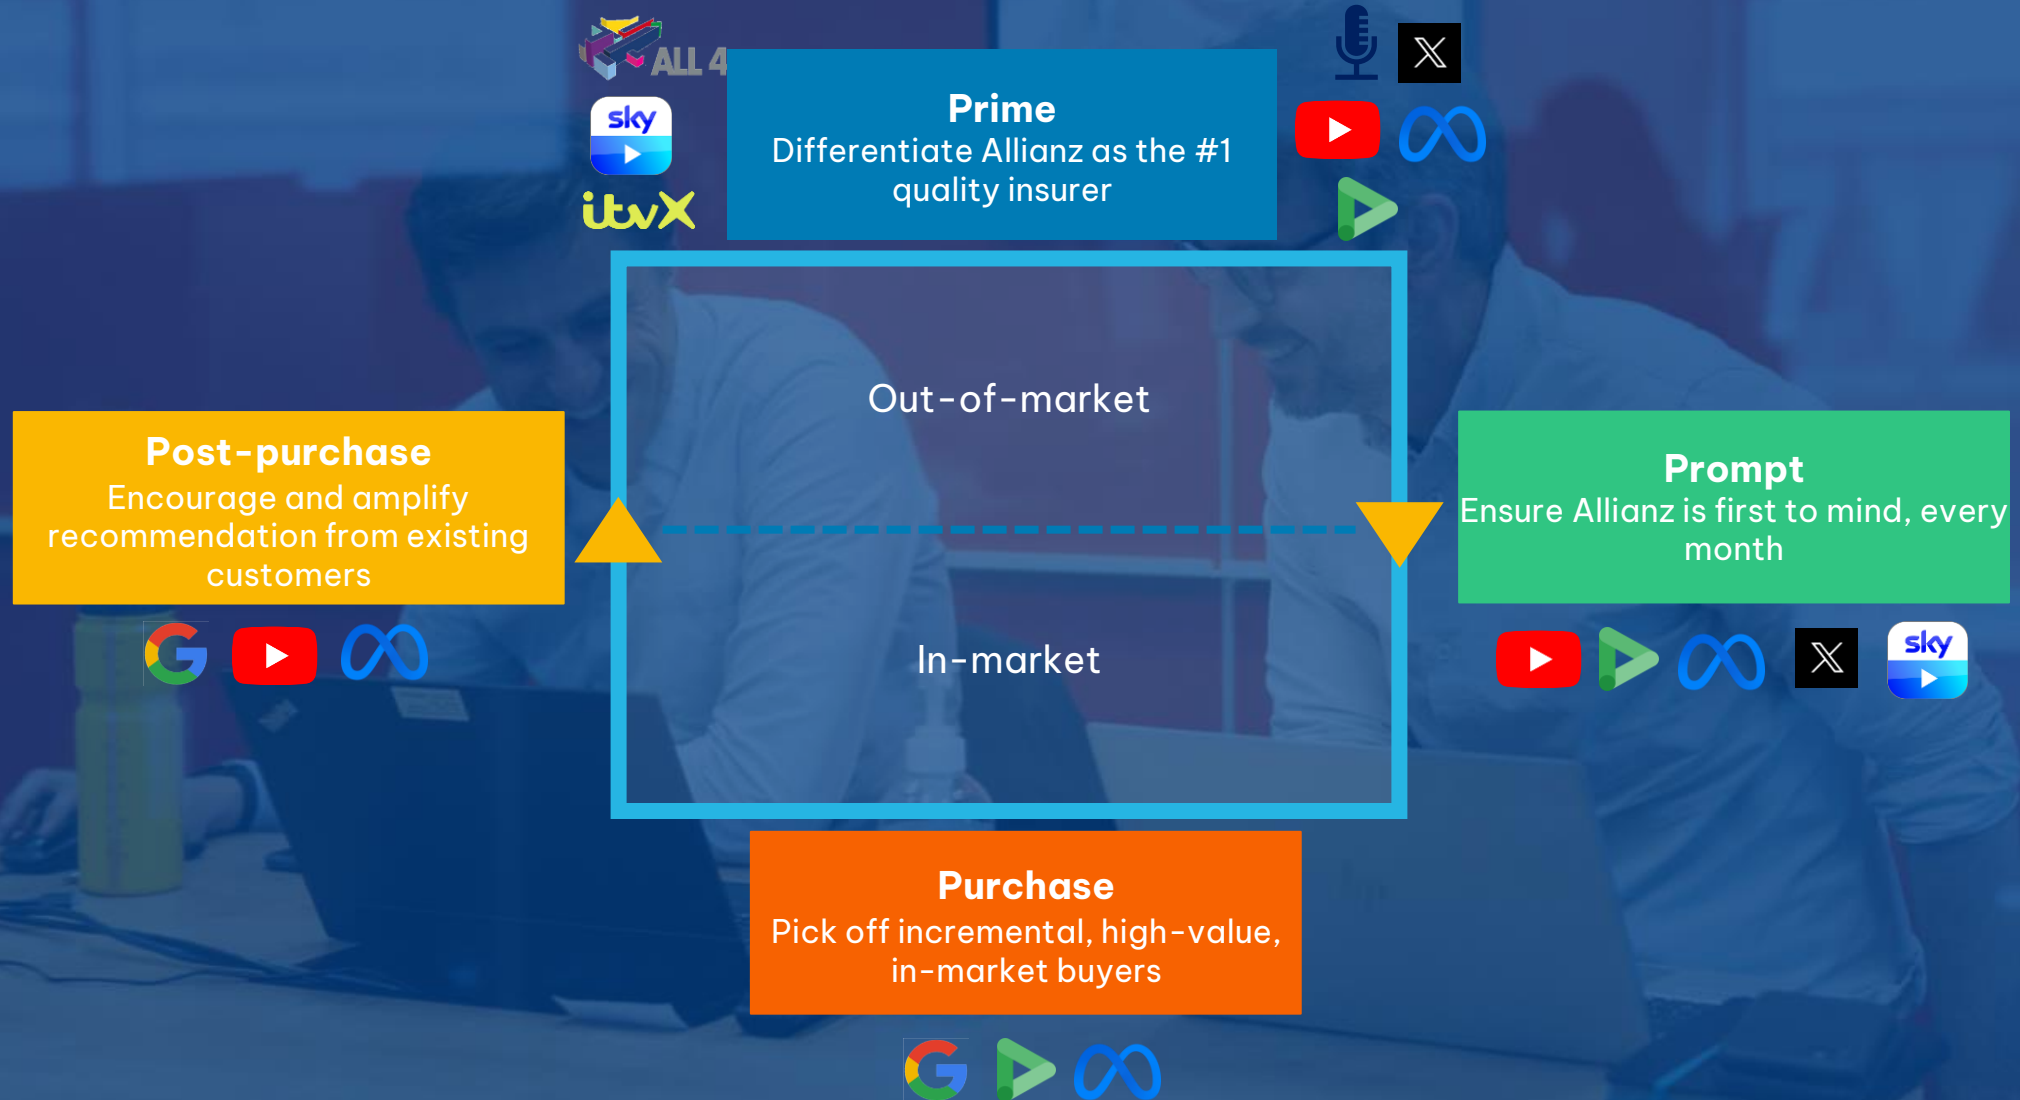 ALL 4
sky
itvX
Prime
Differentiate Allianz as the #1
quality insurer
Out-of-market
Post-purchase
Encourage and amplify
recommendation from existing
customers
Prompt
Ensure Allianz is first to mind, every
month
sky
In-market
Purchase
Pick off incremental, high-value,
in-market buyers